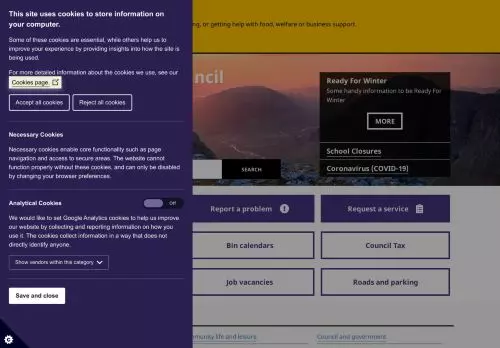 This site uses cookies to store information on
your computer.
Some of these cookies are essential, while others help us to
improve your experience by providing insights into how the site is
being used.
For more detailed information about the cookies we use, see our
Cookies page.
Accept all cookies
Reject all cookies
Necessary Cookies
Necessary cookies enable core functionality such as page
navigation and access to secure areas. The website cannot
function properly without these cookies, and can only be disabled
by changing your browser preferences.
Analytical Cookies
Off
We would like to set Google Analytics cookies to help us improve
our website by collecting and reporting information on how you
use it. The cookies collect information in a way that does not
directly identify anyone.
Show vendors within this category
Save and close
or getting help with food, welfare or business support.
Ready For Winter
Some handy information to be Ready For
Winter
MORE
School Closures
Coronavirus (COVID-19)
SEARCH
Report a problem
Request a service
Bin calendars
Council Tax
Job vacancies
Roads and parking
life and leisure
Council and government